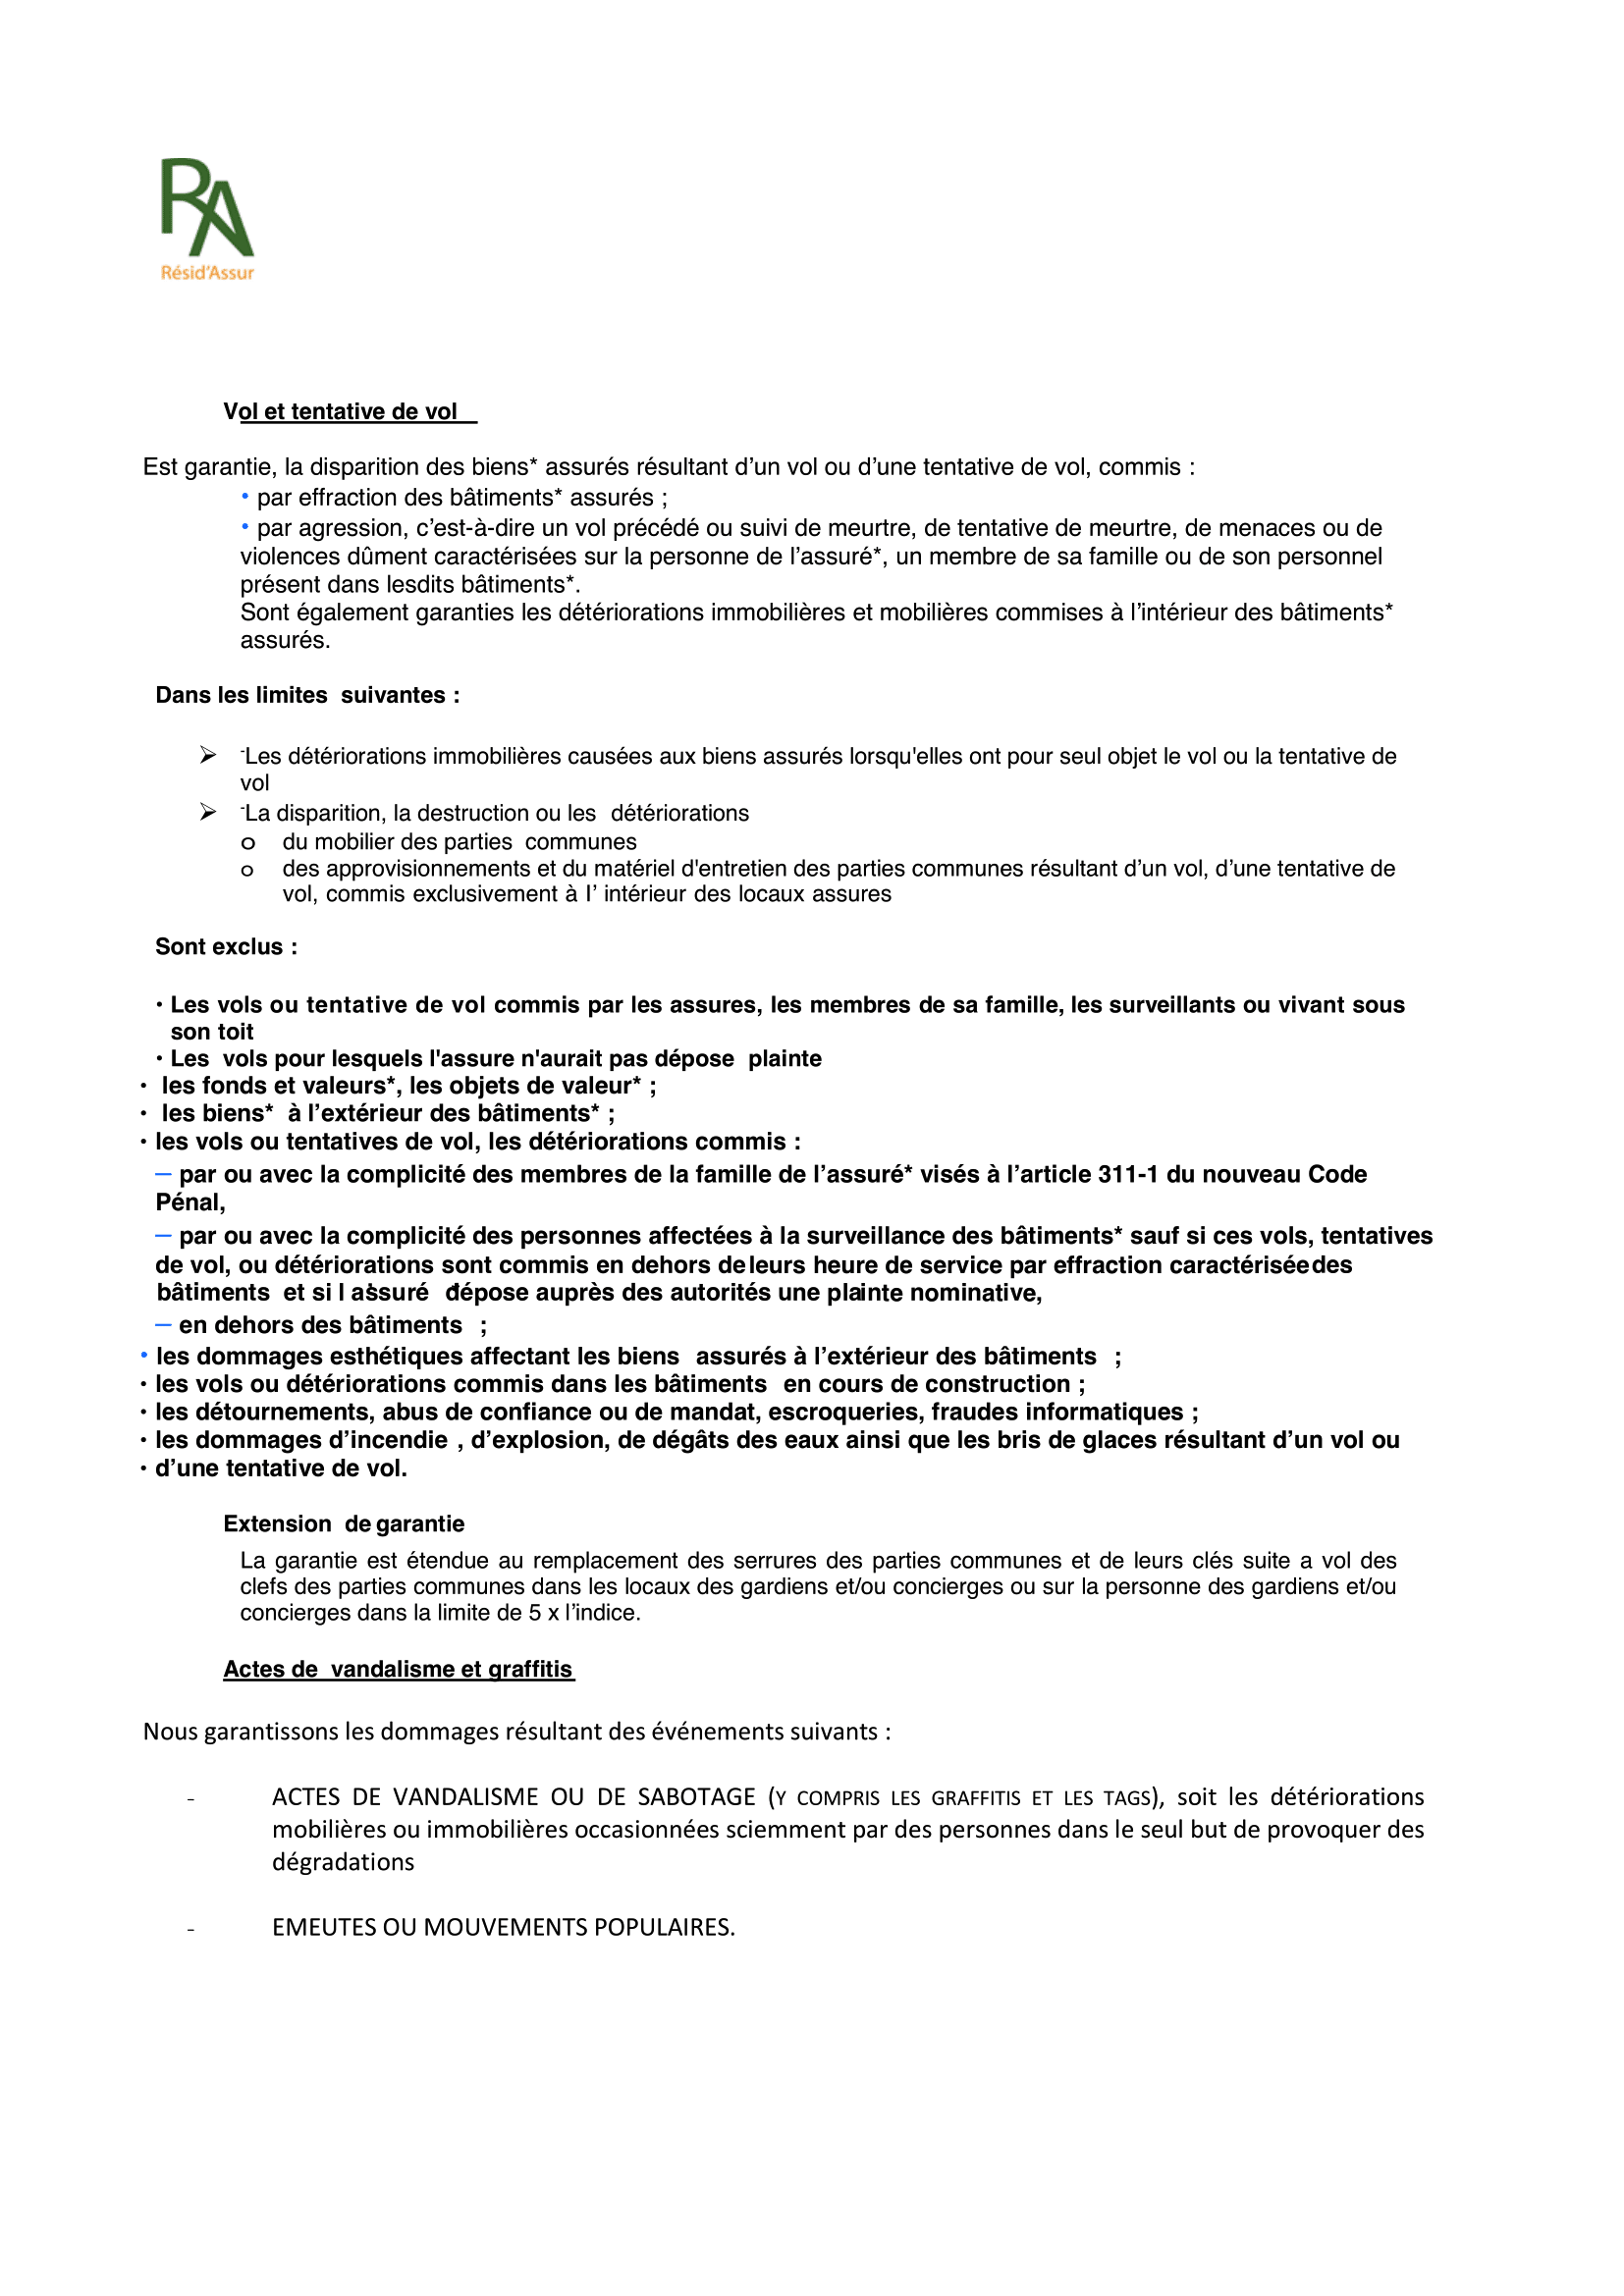 RA
Résid'Assur
Vol et tentative de vol
Est garantie, la disparition des biens* assurés résultant d'un vol ou d'une tentative de vol, commis :
• par effraction des bâtiments* assurés ;
• par agression, c'est-à-dire un vol précédé ou suivi de meurtre, de tentative de meurtre, de menaces ou de
violences dûment caractérisées sur la personne de l'assuré*, un membre de sa famille ou de son personnel
présent dans lesdits bâtiments*.
Sont également garanties les détériorations immobilières et mobilières commises à l'intérieur des bâtiments*
assurés.
Dans les limites suivantes :
➢ -Les détériorations immobilières causées aux biens assurés lorsqu'elles ont pour seul objet le vol ou la tentative de
vol
➢ -La disparition, la destruction ou les détériorations
o du mobilier des parties communes
o des approvisionnements et du matériel d'entretien des parties communes résultant d'un vol, d'une tentative de
vol, commis exclusivement à l' intérieur des locaux assures
Sont exclus :
• Les vols ou tentative de vol commis par les assures, les membres de sa famille, les surveillants ou vivant sous
son toit
• Les vols pour lesquels l'assure n'aurait pas dépose plainte
• les fonds et valeurs*, les objets de valeur* ;
• les biens* à l'extérieur des bâtiments* ;
• les vols ou tentatives de vol, les détériorations commis :
– par ou avec la complicité des membres de la famille de l'assuré* visés à l'article 311-1 du nouveau Code
Pénal,
– par ou avec la complicité des personnes affectées à la surveillance des bâtiments* sauf si ces vols, tentatives
de vol, ou détériorations sont commis en dehors de leurs heure de service par effraction caractérisée des
bâtiments et si l'assuré dépose auprès des autorités une plainte nominative,
– en dehors des bâtiments ;
• les dommages esthétiques affectant les biens assurés à l'extérieur des bâtiments ;
• les vols ou détériorations commis dans les bâtiments en cours de construction ;
• les détournements, abus de confiance ou de mandat, escroqueries, fraudes informatiques ;
• les dommages d'incendie , d'explosion, de dégâts des eaux ainsi que les bris de glaces résultant d'un vol ou
• d'une tentative de vol.
Extension de garantie
La garantie est étendue au remplacement des serrures des parties communes et de leurs clés suite a vol des
clefs des parties communes dans les locaux des gardiens et/ou concierges ou sur la personne des gardiens et/ou
concierges dans la limite de 5 x l'indice.
Actes de vandalisme et graffitis
Nous garantissons les dommages résultant des événements suivants :
- ACTES DE VANDALISME OU DE SABOTAGE (Y COMPRIS LES GRAFFITIS ET LES TAGS), soit les détériorations
mobilières ou immobilières occasionnées sciemment par des personnes dans le seul but de provoquer des
dégradations
- EMEUTES OU MOUVEMENTS POPULAIRES.